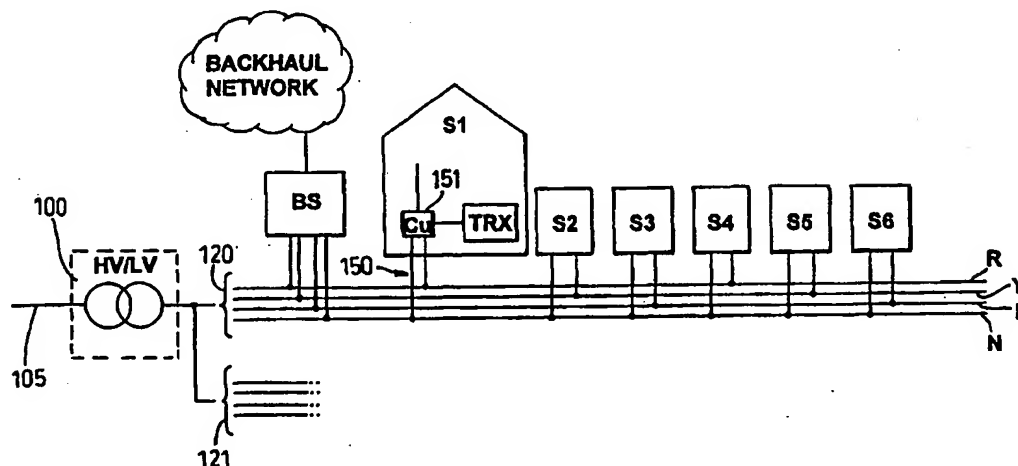 BACKHAUL
NETWORK
S1
151
BS
Cu
TRX
S2
S3
S4
S5
S6
100
HV/LV
120
150
R
Y
N
105
121